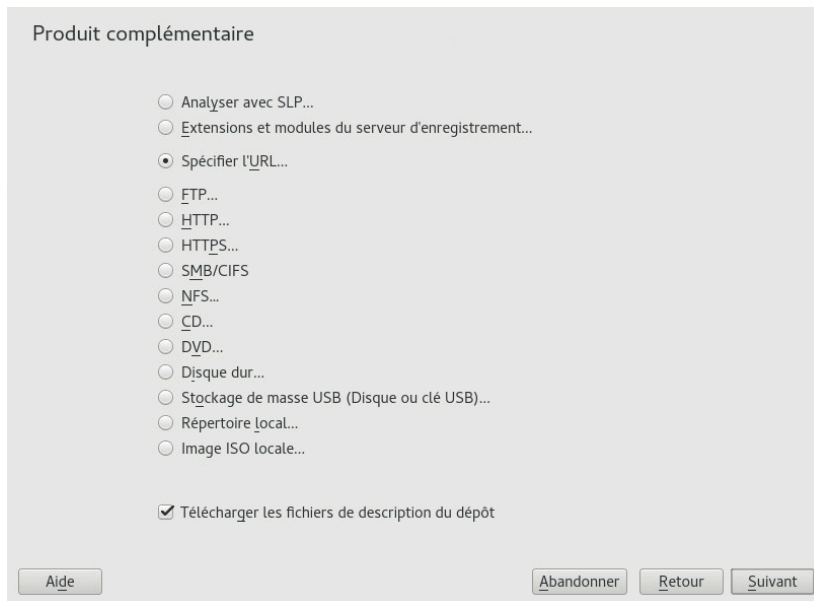 Produit complémentaire
Analyser avec SLP...
Extensions et modules du serveur d'enregistrement...
Spécifier l'URL...
FTP...
HTTP...
HTTPS...
SMB/CIFS
NFS...
CD...
DVD...
Disque dur...
Stockage de masse USB (Disque ou clé USB)...
Répertoire local...
Image ISO locale...
Télécharger les fichiers de description du dépôt
Aide Abandonner Retour Suivant